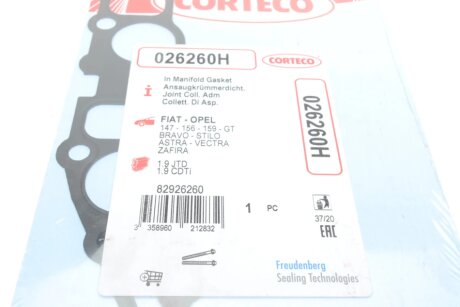 CORTECO
026260H
CORTECO
In Manifold Gasket
Ansaugkrümmerdicht.
Joint Coll. Adm
Collett. Di Asp.
FIAT - OPEL
147 - 156 - 159 - GT
BRAVO - STILO
ASTRA - VECTRA
ZAFIRA
1.9 JTD
1.9 CDTi
82926260
3 358960 212832
1 PC
37/20
EAC
026260H
Freudenberg
Sealing Technologies